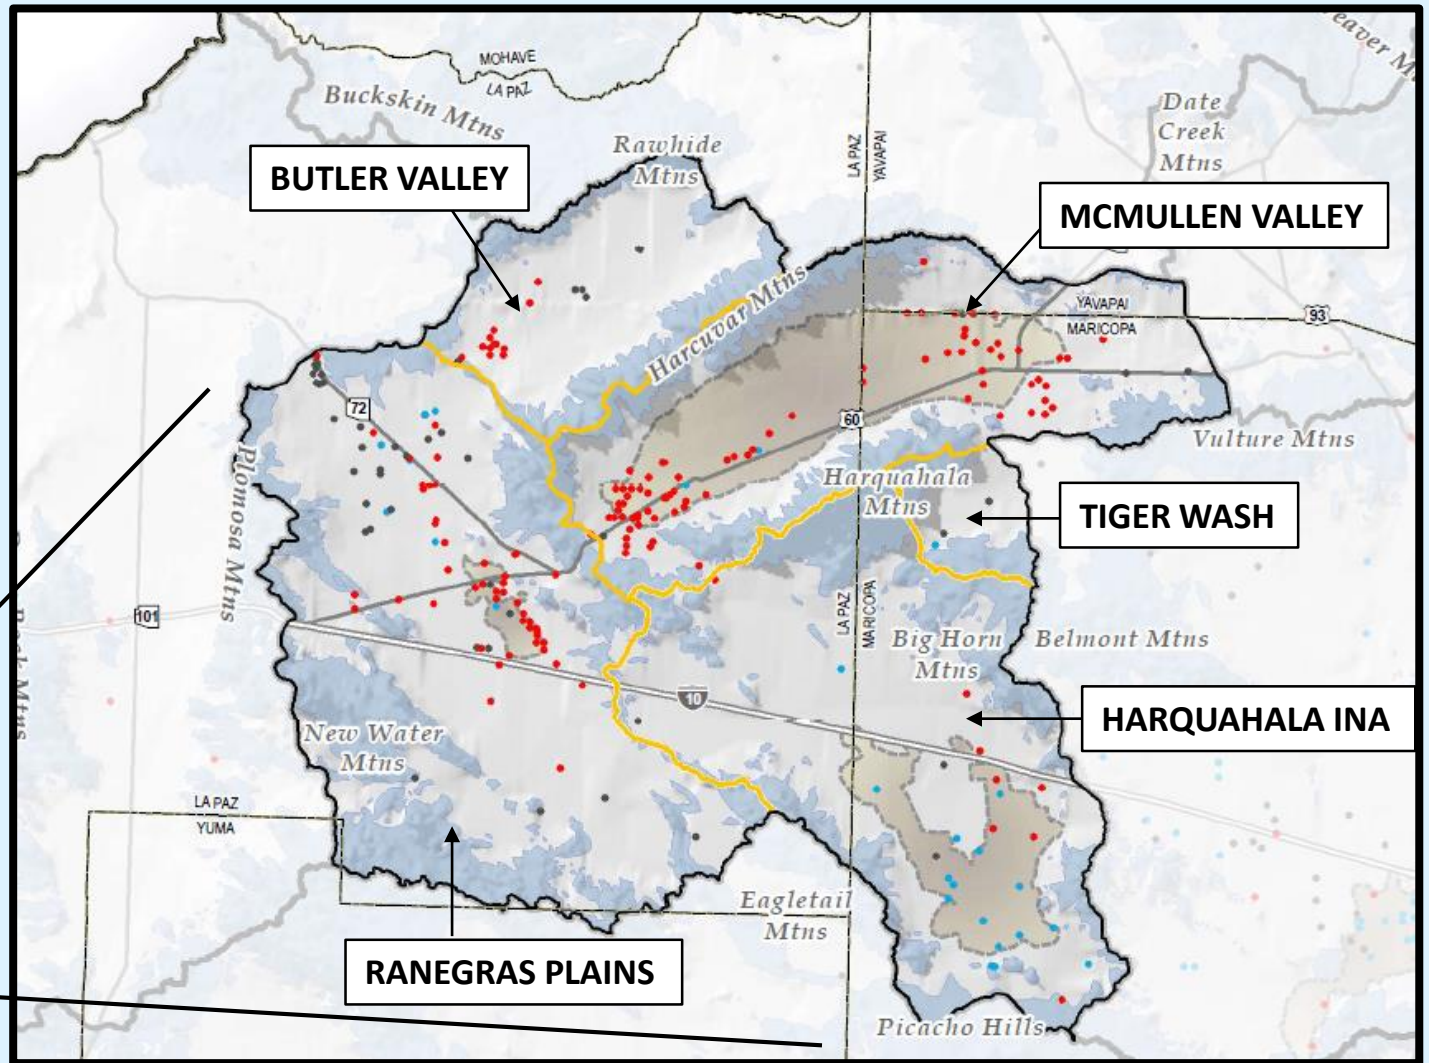 MOHAVE
LA PAZ
Buckskin Mtns
Rawhide
Mtns
LA PAZ
YAVAPAI
Date
Creek
Mtns
BUTLER VALLEY
MCMULLEN VALLEY
Harcuvar Mtns
YAVAPAI
MARICOPA
93
72
60
Plomosa Mtns
Vulture Mtns
Harquahala
Mtns
TIGER WASH
101
LA PAZ
MARICOPA
Big Horn
Mtns
Belmont Mtns
10
HARQUAHALA INA
New Water
Mtns
LA PAZ
YUMA
Eagletail
Mtns
RANEGRAS PLAINS
Picacho Hills